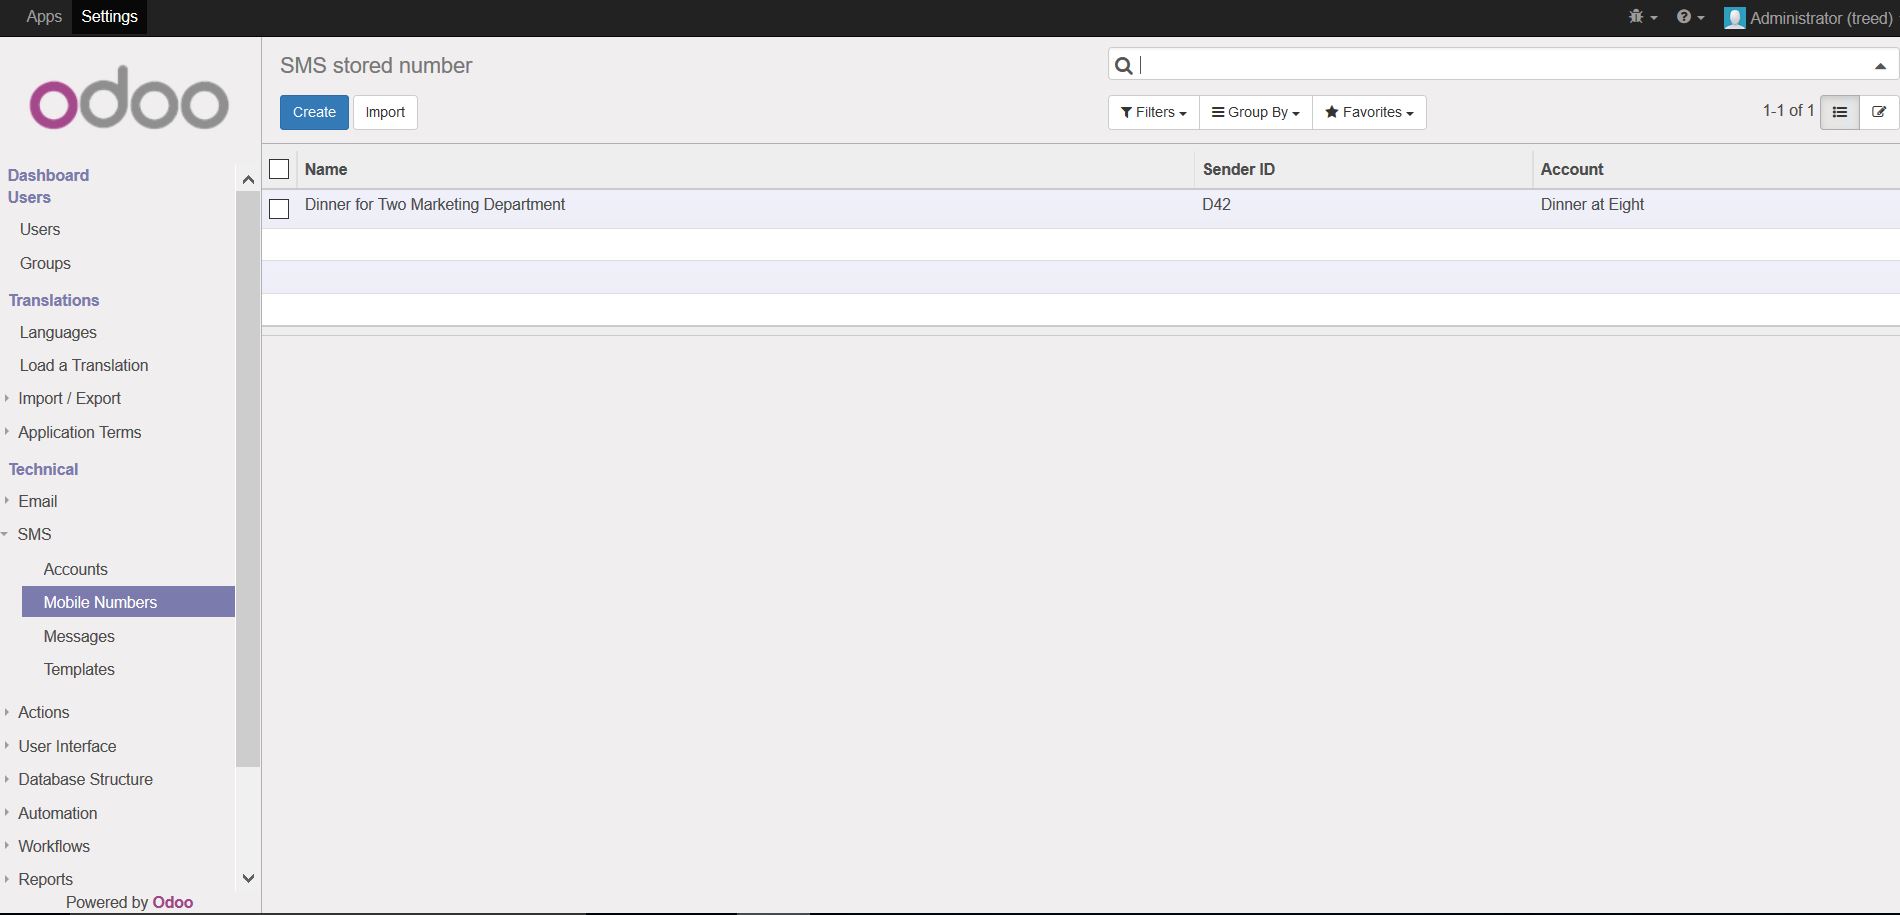 Apps Settings Administrator (treed)
odoo
SMS stored number
Create Import Filters Group By Favorites 1-1 of 1
Name Sender ID Account
Dinner for Two Marketing Department D42 Dinner at Eight
Dashboard
Users
Users
Groups
Translations
Languages
Load a Translation
Import / Export
Application Terms
Technical
Email
SMS
Accounts
Mobile Numbers
Messages
Templates
Actions
User Interface
Database Structure
Automation
Workflows
Reports
Powered by Odoo